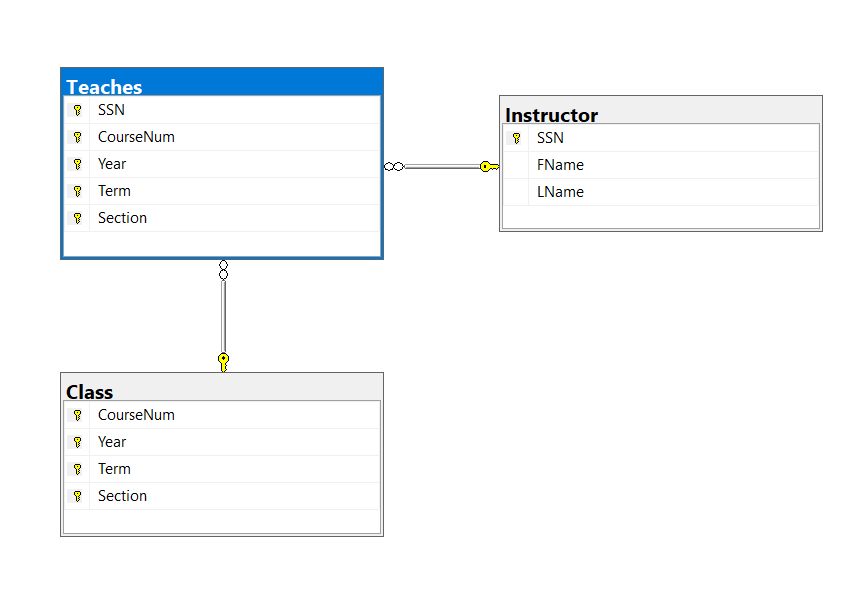 Teaches
SSN
CourseNum
Year
Term
Section
Instructor
SSN
FName
LName
Class
CourseNum
Year
Term
Section